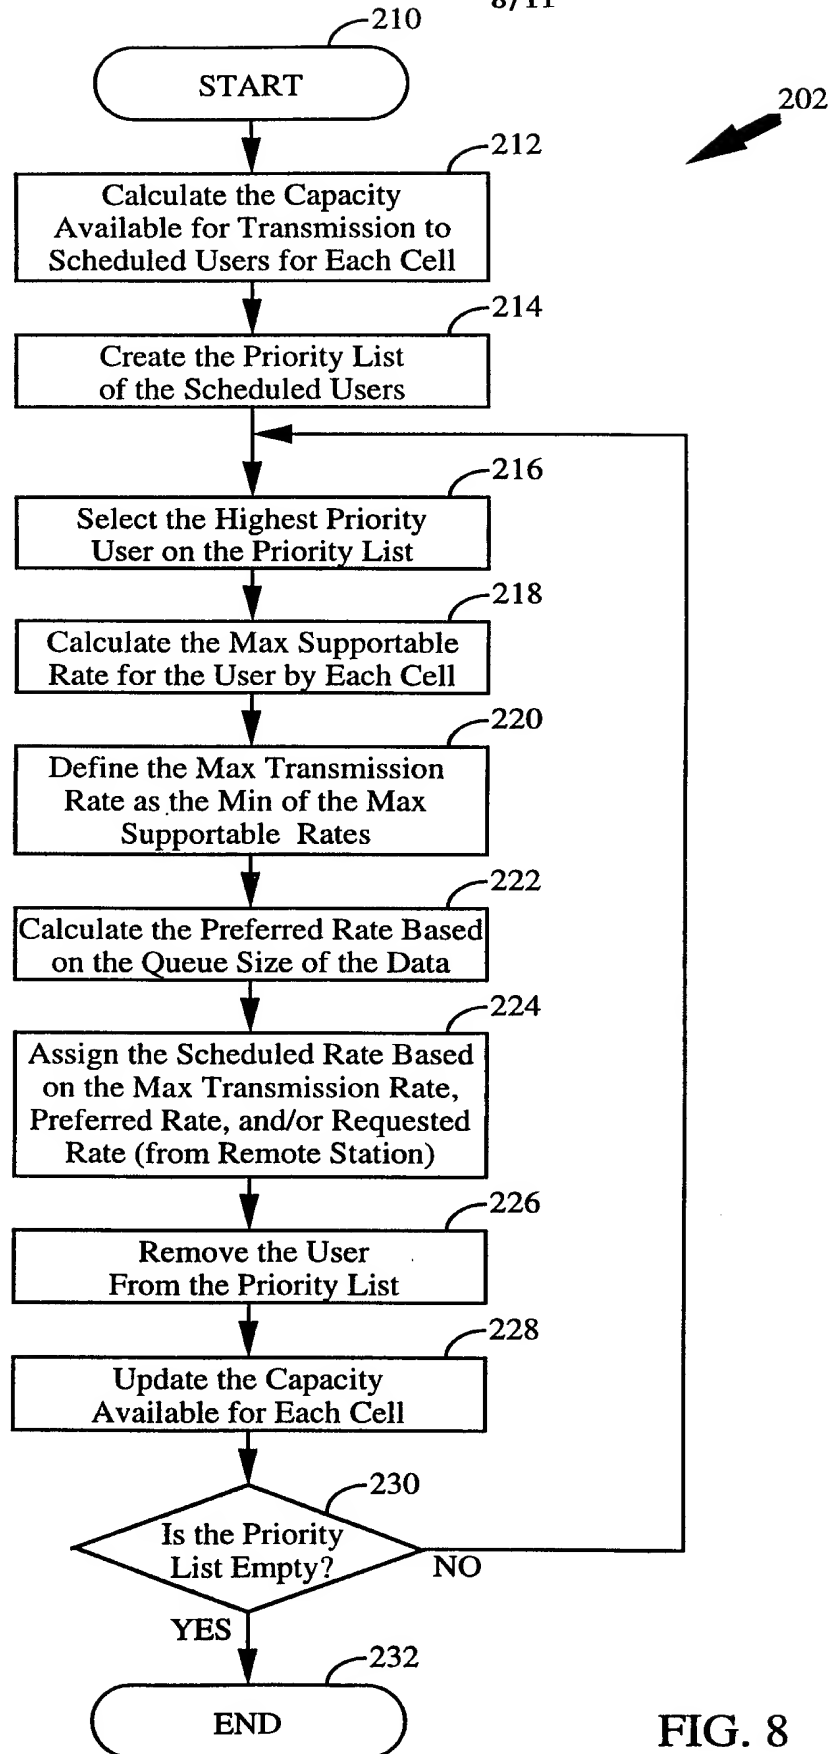 8/11
210
START
202
212
Calculate the Capacity
Available for Transmission to
Scheduled Users for Each Cell
214
Create the Priority List
of the Scheduled Users
216
Select the Highest Priority
User on the Priority List
218
Calculate the Max Supportable
Rate for the User by Each Cell
220
Define the Max Transmission
Rate as the Min of the Max
Supportable Rates
222
Calculate the Preferred Rate Based
on the Queue Size of the Data
224
Assign the Scheduled Rate Based
on the Max Transmission Rate,
Preferred Rate, and/or Requested
Rate (from Remote Station)
226
Remove the User
From the Priority List
228
Update the Capacity
Available for Each Cell
230
Is the Priority
List Empty?
NO
YES
232
END
FIG. 8